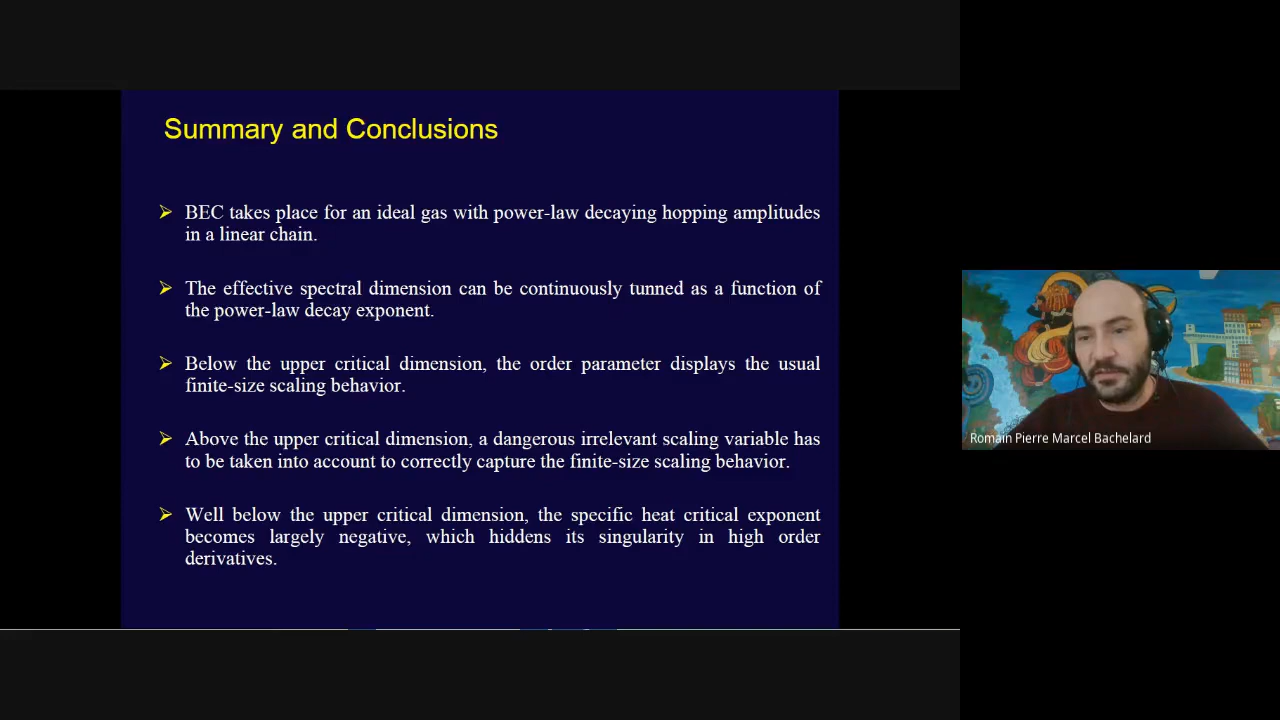 Summary and Conclusions
BEC takes place for an ideal gas with power-law decaying hopping amplitudes
in a linear chain.
The effective spectral dimension can be continuously tunned as a function of
the power-law decay exponent.
Below the upper critical dimension, the order parameter displays the usual
finite-size scaling behavior.
Above the upper critical dimension, a dangerous irrelevant scaling variable has
to be taken into account to correctly capture the finite-size scaling behavior.
Well below the upper critical dimension, the specific heat critical exponent
becomes largely negative, which hiddens its singularity in high order
derivatives.
Romain Pierre Marcel Bachelard